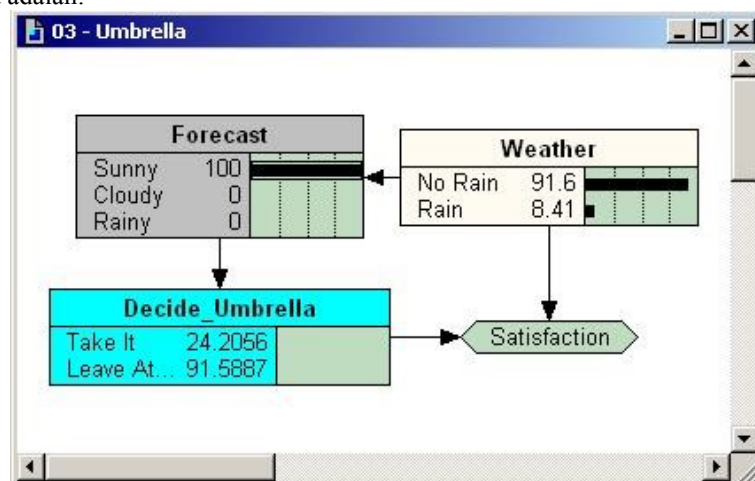 adalah:
03 - Umbrella
Forecast
Sunny 100
Cloudy 0
Rainy 0
Weather
No Rain 91.6
Rain 8.41
Decide_Umbrella
Take It 24.2056
Leave At... 91.5887
Satisfaction